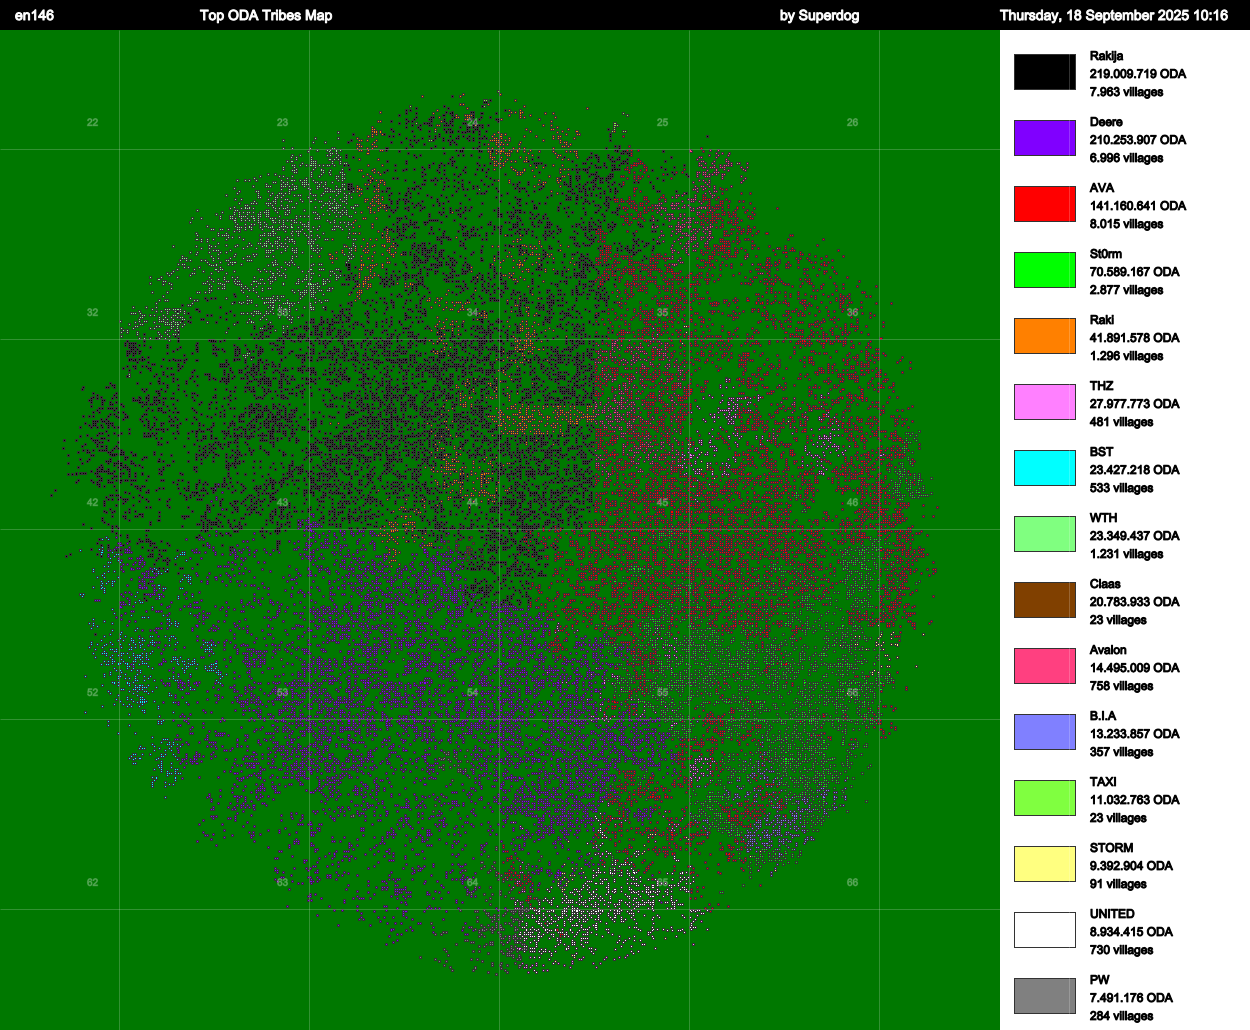 en146 Top ODA Tribes Map by Superdog Thursday, 18 September 2025 10:16
Rakija
219.009.719 ODA
7.963 villages
Deere
210.253.907 ODA
6.996 villages
AVA
141.160.641 ODA
8.015 villages
St0rm
70.589.167 ODA
2.877 villages
Raki
41.891.578 ODA
1.296 villages
THZ
27.977.773 ODA
481 villages
BST
23.427.218 ODA
533 villages
WTH
23.349.437 ODA
1.231 villages
Claas
20.783.933 ODA
23 villages
Avalon
14.495.009 ODA
758 villages
B.I.A
13.233.857 ODA
357 villages
TAXI
11.032.763 ODA
23 villages
STORM
9.392.904 ODA
91 villages
UNITED
8.934.415 ODA
730 villages
PW
7.491.176 ODA
284 villages
22 23 24 25 26
32 33 34 35 36
42 43 44 45 46
52 53 54 55 56
62 63 64 65 66